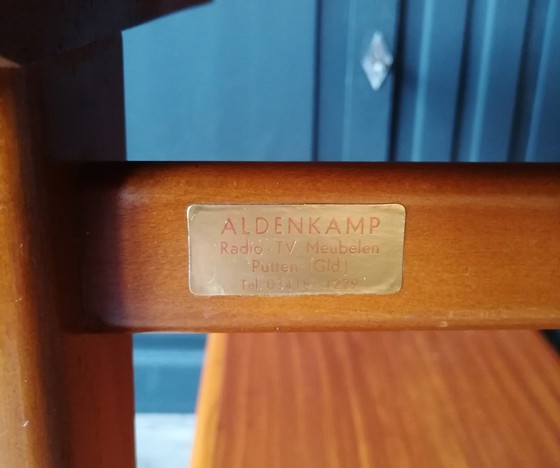 ALDENKAMP
Radio TV Meubelen
Putten (Gld.)
Tel. 03418-1229